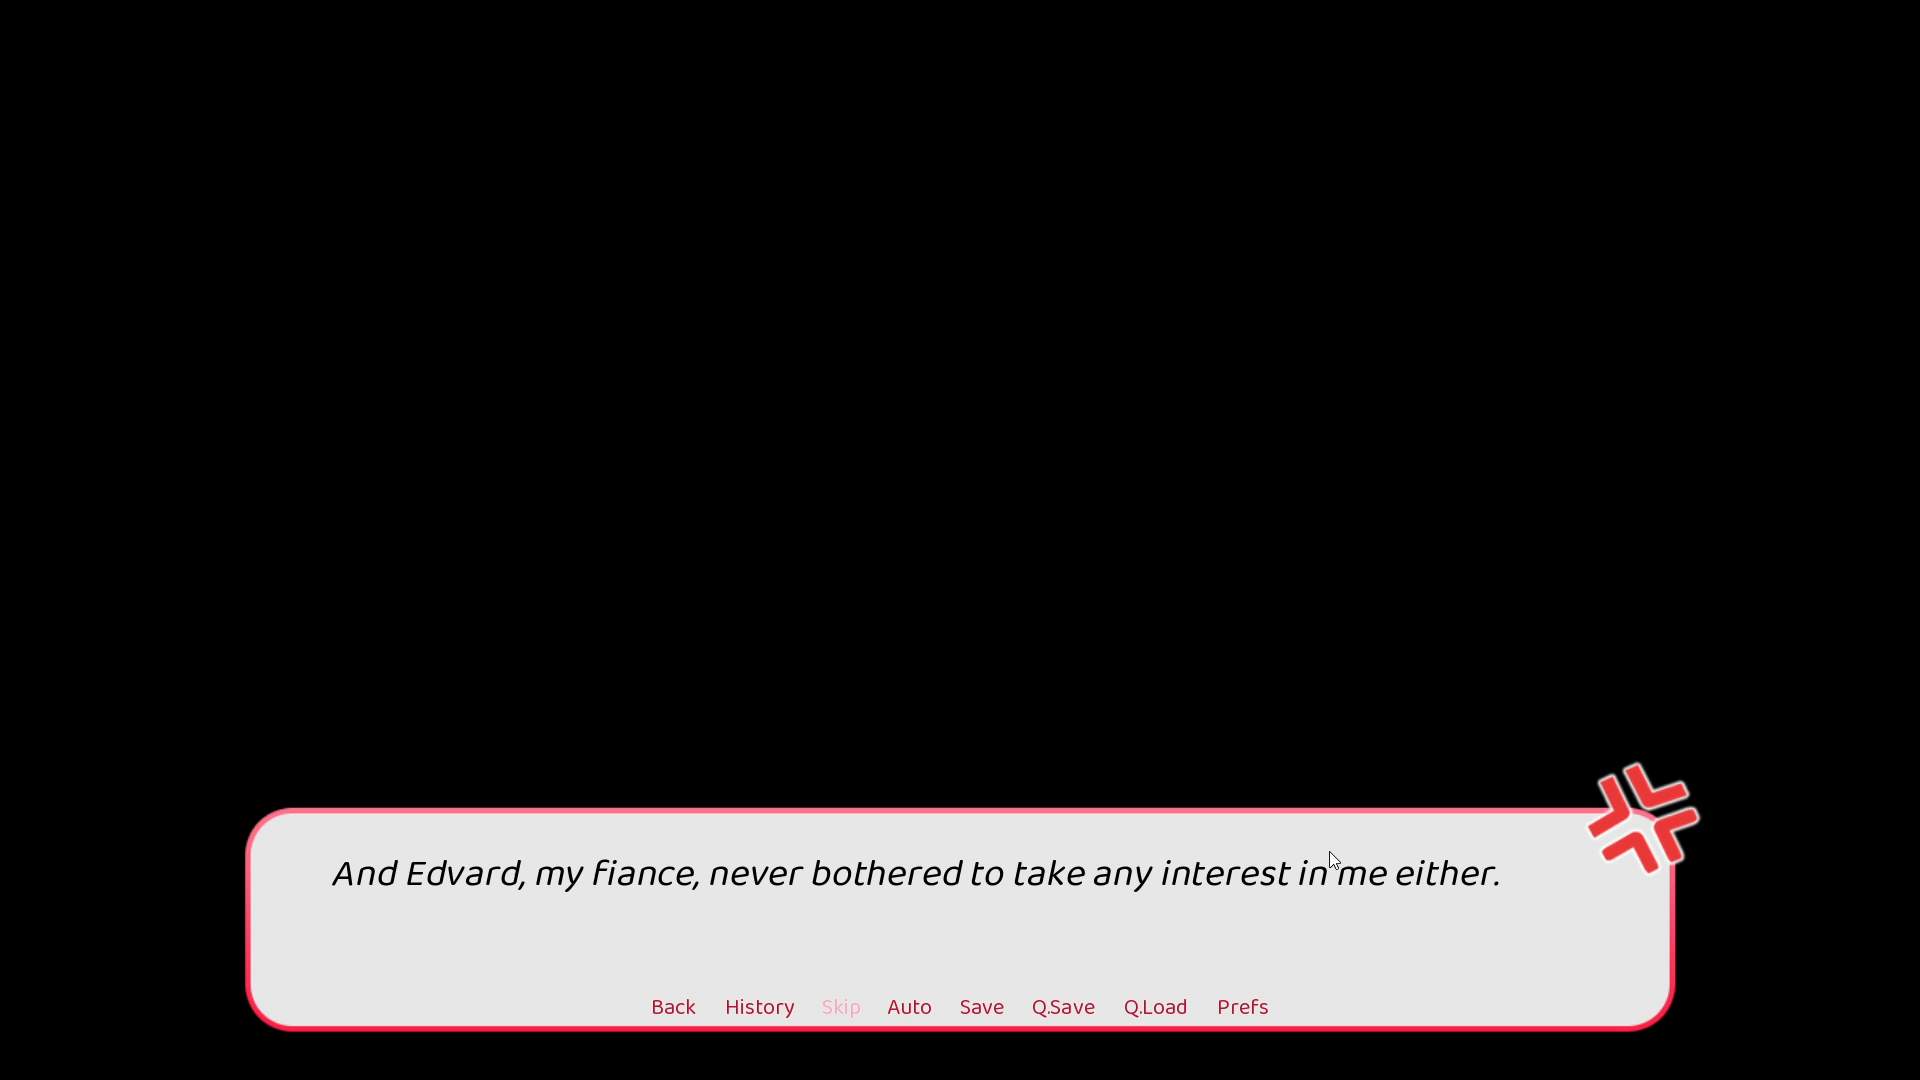 And Edvard, my fiance, never bothered to take any interest in me either.
Back History Skip Auto Save Q.Save Q.Load Prefs